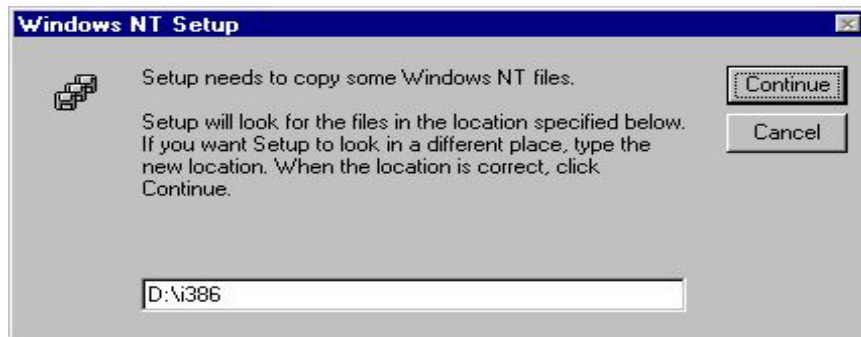 Windows NT Setup
Setup needs to copy some Windows NT files.
Continue
Setup will look for the files in the location specified below.
If you want Setup to look in a different place, type the
new location. When the location is correct, click
Continue.
Cancel
D:\i386